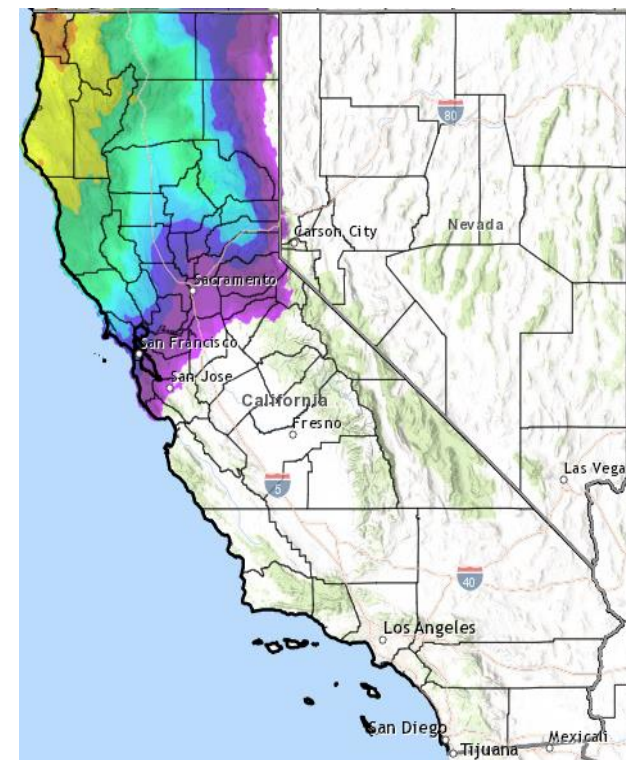 80
Nevada
Carson City
Sacramento
San Francisco
San Jose
California
Fresno
Las Vega
5
40
Los Angeles
San Diego
Mexicali
Tijuana